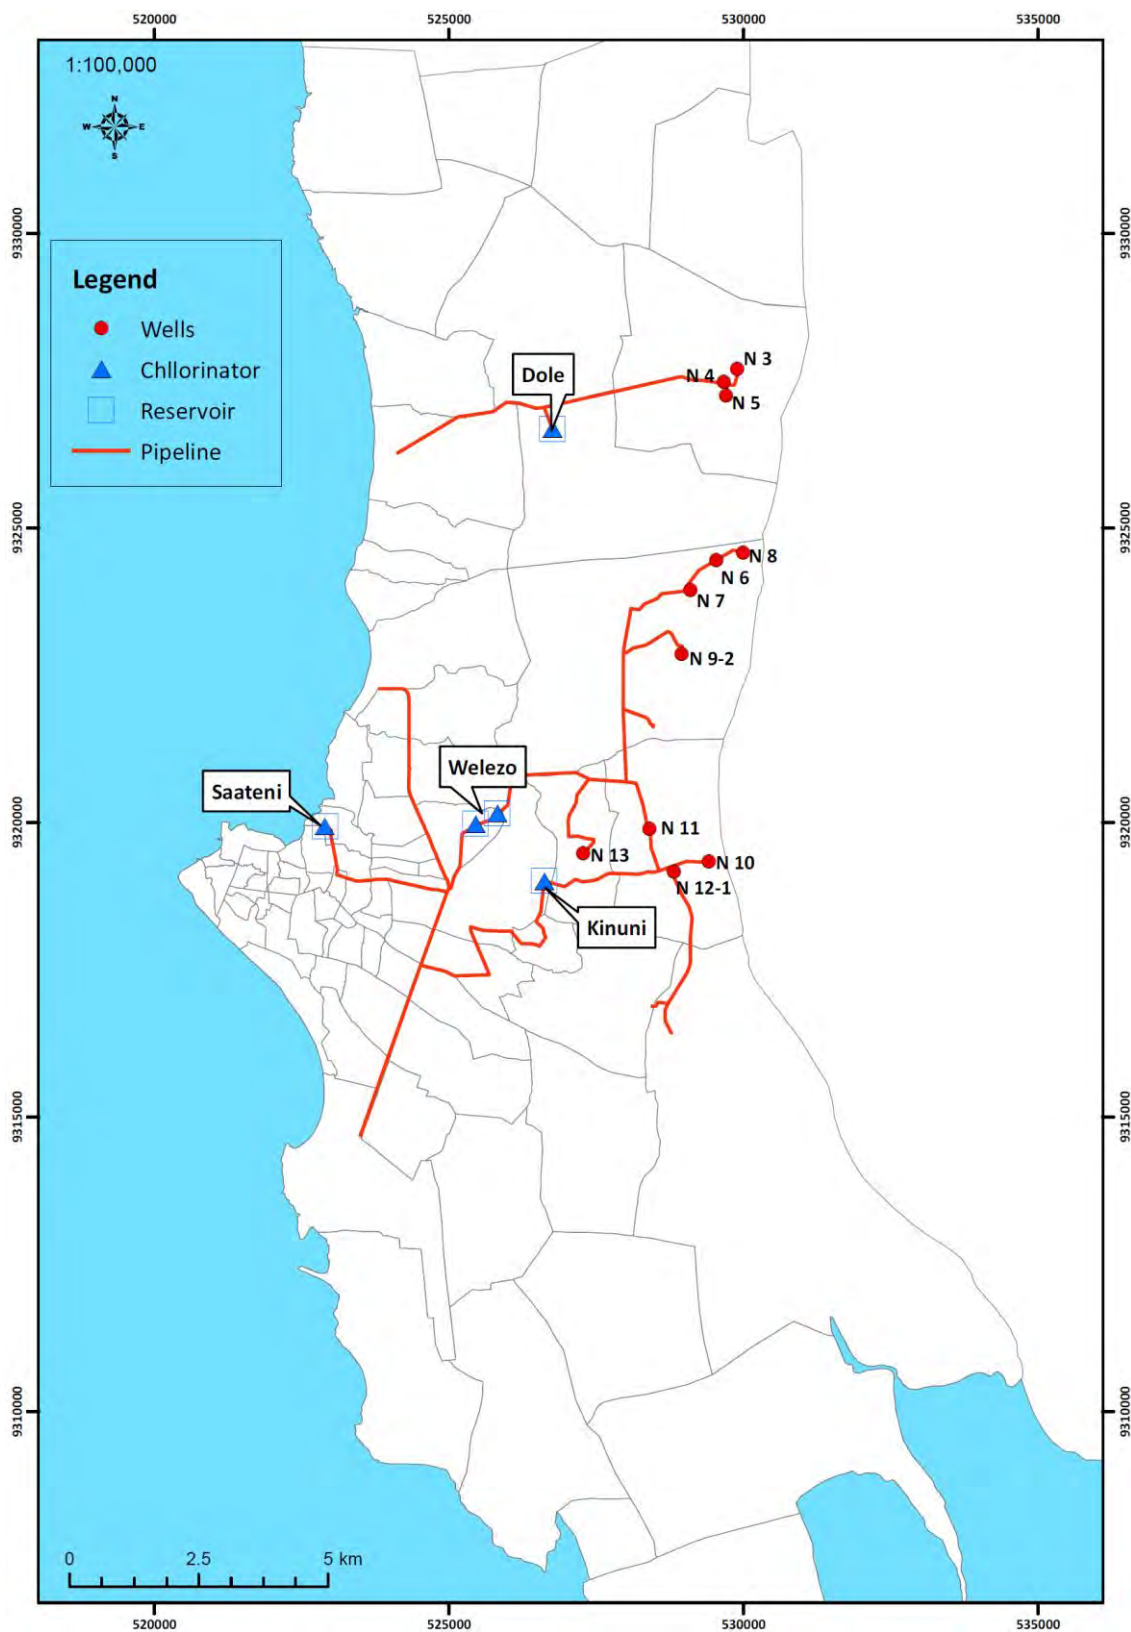 520000
525000
530000
535000
1:100,000
N
W E
S
9330000
9330000
Legend
Wells
Chllorinator
Reservoir
Pipeline
Dole
N 3
N 4
N 5
9325000
9325000
N 8
N 6
N 7
N 9-2
Welezo
Saateni
9320000
9320000
N 11
N 13
N 10
N 12-1
Kinuni
9315000
9315000
9310000
9310000
0 2.5 5 km
520000
525000
530000
535000